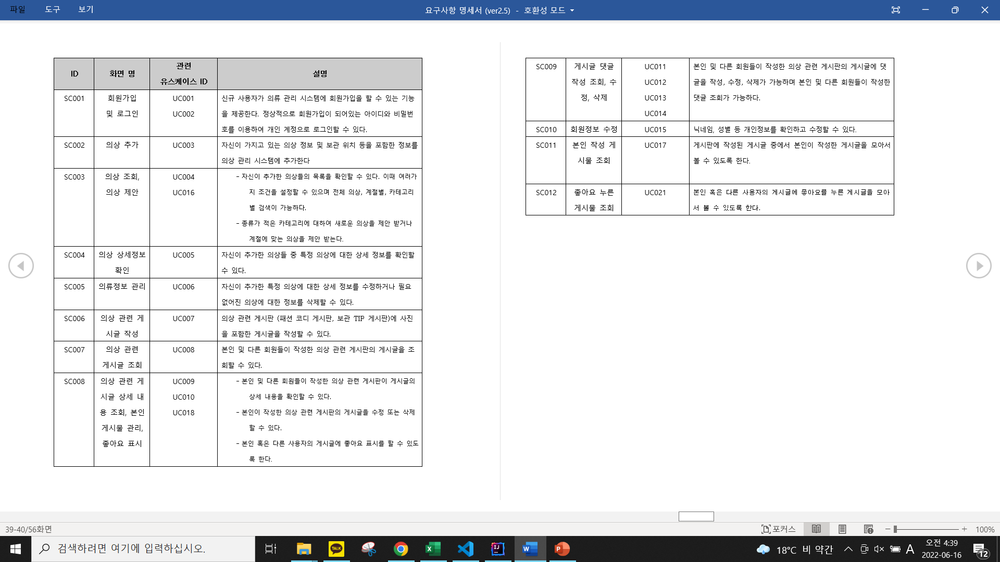 파일 도구 보기 요구사항 명세서 (ver2.5) - 호환성 모드
ID 화면 명 관련 유스케이스 ID 설명
SC001 회원가입 UC001 신규 사용자가 의류 관리 시스템에 회원가입을 할 수 있는 기능
및 로그인 UC002 을 제공한다. 정상적으로 회원가입이 되어있는 아이디와 비밀번
호를 이용하여 개인 계정으로 로그인할 수 있다.
SC002 의상 추가 UC003 자신이 가지고 있는 의상 정보 및 보관 위치 등을 포함한 정보를
의상 관리 시스템에 추가한다
SC003 의상 조회, UC004 - 자신이 추가한 의상들의 목록을 확인할 수 있다. 이때 여러가
의상 제안 UC016 지 조건을 설정할 수 있으며 전체 의상, 계절별, 카테고리
별 검색이 가능하다.
- 종류가 적은 카테고리에 대하여 새로운 의상을 제안 받거나
계절에 맞는 의상을 제안 받는다.
SC004 의상 상세정보 UC005 자신이 추가한 의상들 중 특정 의상에 대한 상세 정보를 확인할
확인 수 있다.
SC005 의류정보 관리 UC006 자신이 추가한 특정 의상에 대한 상세 정보를 수정하거나 필요
없어진 의상에 대한 정보를 삭제할 수 있다.
SC006 의상 관련 게 UC007 의상 관련 게시판 (패션 코디 게시판, 보관 TIP 게시판)에 사진
시글 작성 을 포함한 게시글을 작성할 수 있다.
SC007 의상 관련 UC008 본인 및 다른 회원들이 작성한 의상 관련 게시판의 게시글을 조
게시글 조회 회할 수 있다.
SC008 의상 관련 게 UC009 - 본인 및 다른 회원들이 작성한 의상 관련 게시판이 게시글의
시글 상세 내 UC010 상세 내용을 확인할 수 있다.
용 조회, 본인 UC018 - 본인이 작성한 의상 관련 게시판의 게시글을 수정 또는 삭제
게시물 관리, 할 수 있다.
좋아요 표시 - 본인 혹은 다른 사용자의 게시글에 좋아요 표시를 할 수 있도
록 한다.
SC009 게시글 댓글 UC011 본인 및 다른 회원들이 작성한 의상 관련 게시판의 게시글에 댓
작성 조회, 수 UC012 글을 작성, 수정, 삭제가 가능하며 본인 및 다른 회원들이 작성한
정, 삭제 UC013 댓글 조회가 가능하다.
UC014
SC010 회원정보 수정 UC015 닉네임, 성별 등 개인정보를 확인하고 수정할 수 있다.
SC011 본인 작성 게 UC017 게시판에 작성된 게시글 중에서 본인이 작성한 게시글을 모아서
시물 조회 볼 수 있도록 한다.
SC012 좋아요 누른 UC021 본인 혹은 다른 사용자의 게시글에 좋아요를 누른 게시글을 모아
게시물 조회 서 볼 수 있도록 한다.
39-40/56화면 포커스 100%
검색하려면 여기에 입력하십시오. TALK X IJ W P 18°C 비 약간 A 오전 4:39
2022-06-16 12